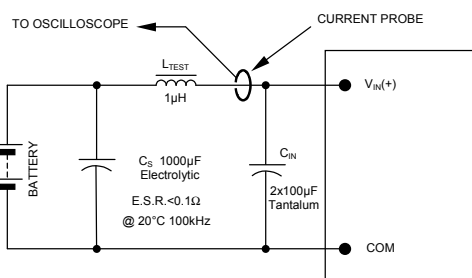 TO OSCILLOSCOPE
CURRENT PROBE
LTEST
1µH
VIN(+)
BATTERY
CS 1000µF
Electrolytic
E.S.R.<0.1Ω
@ 20°C 100kHz
CIN
2x100µF
Tantalum
COM